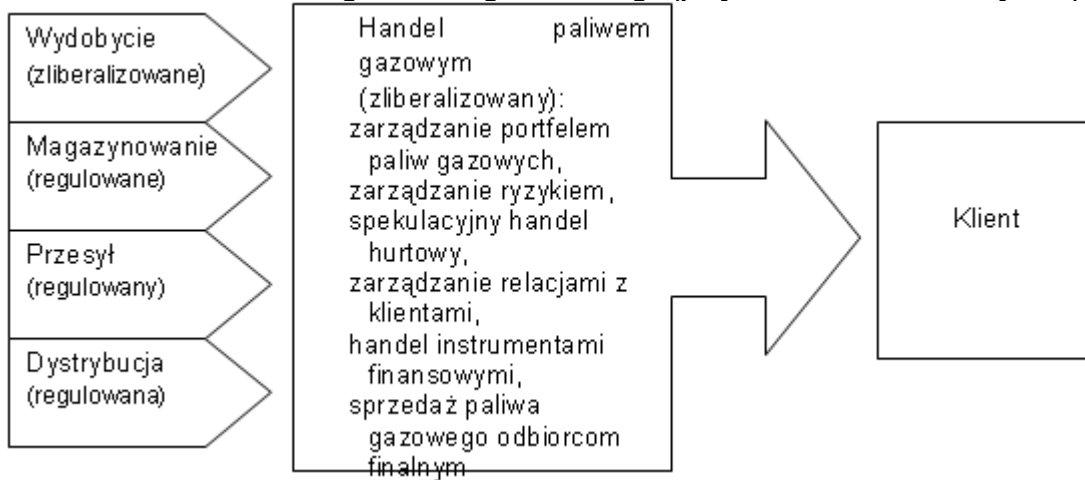 Wydobycie
(zliberalizowane)
Magazynowanie
(regulowane)
Przesył
(regulowany)
Dystrybucja
(regulowana)
Handel paliwem
gazowym
(zliberalizowany):
zarządzanie portfelem
paliw gazowych,
zarządzanie ryzykiem,
spekulacyjny handel
hurtowy,
zarządzanie relacjami z
klientami,
handel instrumentami
finansowymi,
sprzedaż paliwa
gazowego odbiorcom
finalnym
Klient